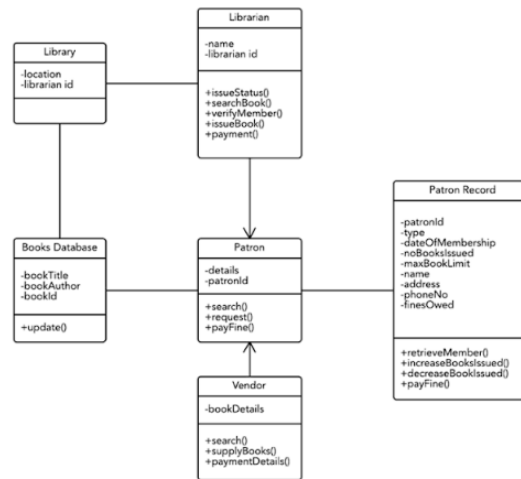 Library
-location
-librarian id
Librarian
-name
-librarian id
+issueStatus()
+searchBook()
+verifyMember()
+issueBook()
+payment()
Books Database
-bookTitle
-bookAuthor
-bookId
+update()
Patron
-details
-patronId
+search()
+request()
+payFine()
Patron Record
-patronId
-type
-dateOfMembership
-noBooksIssued
-maxBookLimit
-name
-address
-phoneNo
-finesOwed
+retrieveMember()
+increaseBooksIssued()
+decreaseBookIssued()
+payFine()
Vendor
-bookDetails
+search()
+supplyBooks()
+paymentDetails()